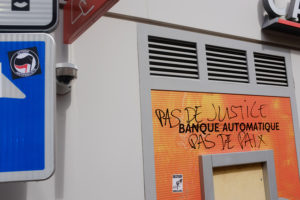 PAS DE JUSTICE
BANQUE AUTOMATIQUE
PAS DE PAIX